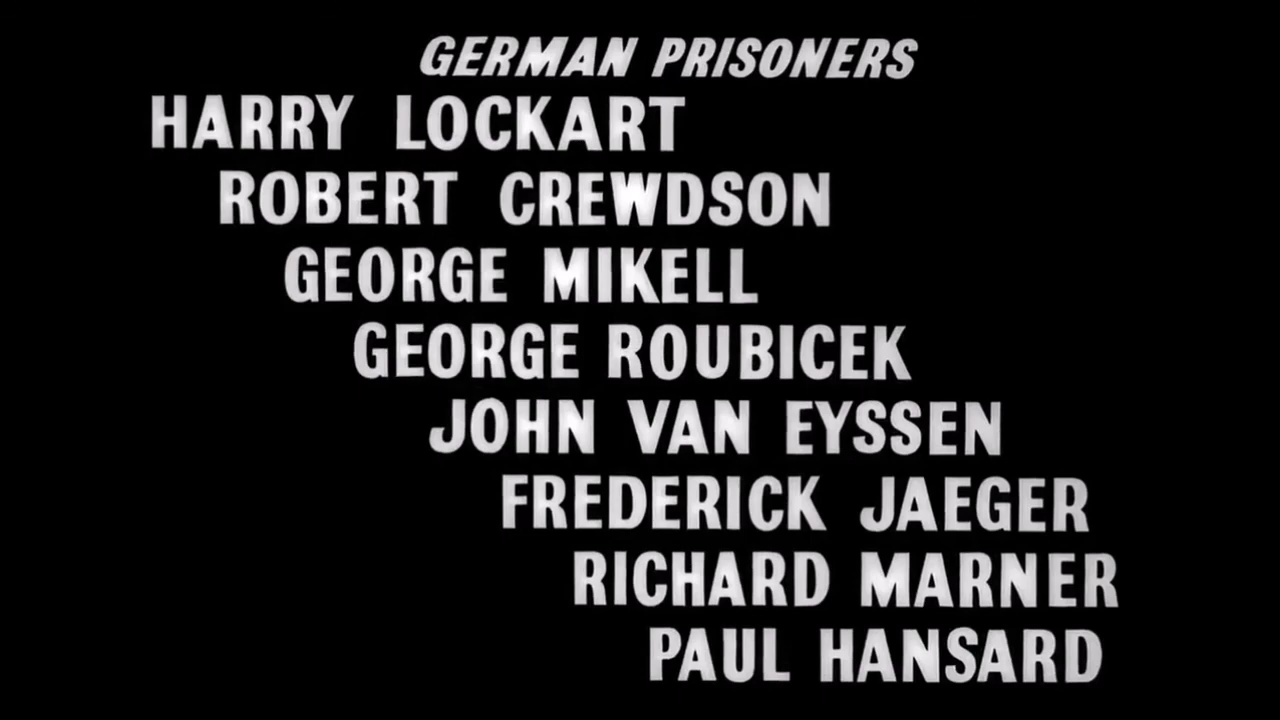 GERMAN PRISONERS
HARRY LOCKART
ROBERT CREWDSON
GEORGE MIKELL
GEORGE ROUBICEK
JOHN VAN EYSSEN
FREDERICK JAEGER
RICHARD MARNER
PAUL HANSARD